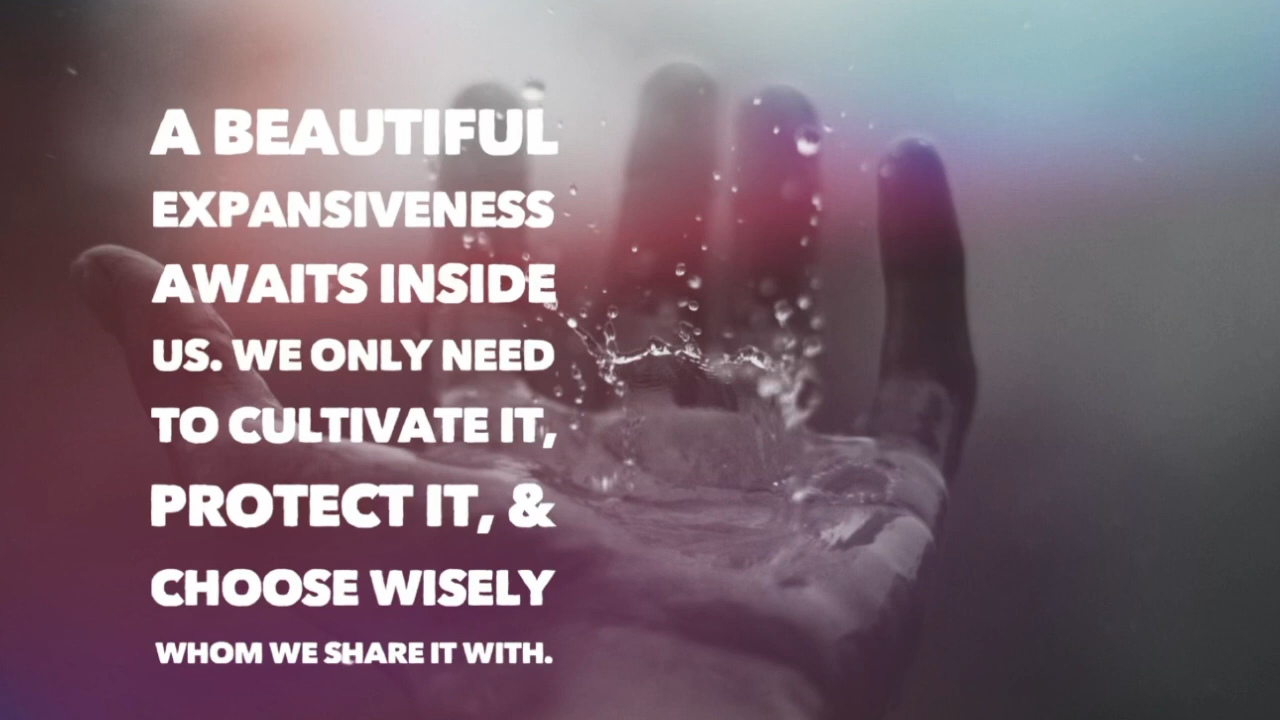 A BEAUTIFUL
EXPANSIVENESS
AWAITS INSIDE
US. WE ONLY NEED
TO CULTIVATE IT,
PROTECT IT, &
CHOOSE WISELY
WHOM WE SHARE IT WITH.